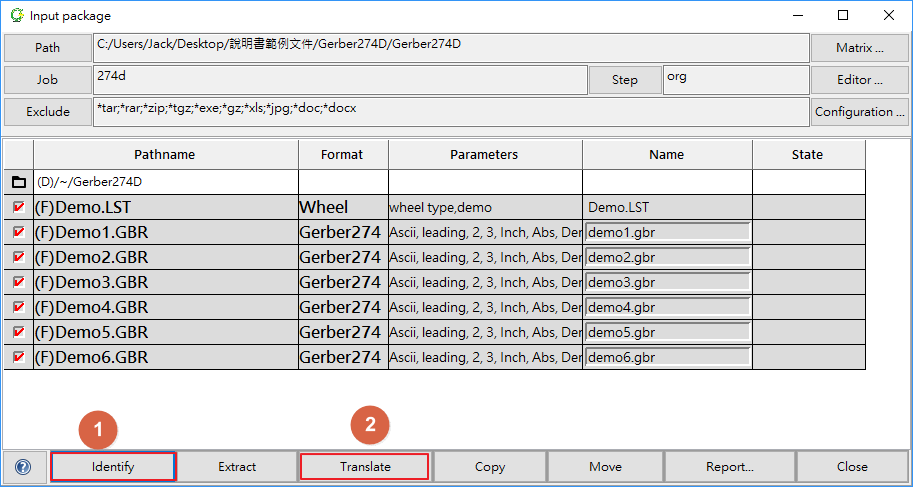 Input package
Path C:/Users/Jack/Desktop/說明書範例文件/Gerber274D/Gerber274D Matrix ...
Job 274d Step org Editor ...
Exclude *tar;*rar;*zip;*tgz;*exe;*gz;*xls;*jpg;*doc;*docx Configuration ...
Pathname Format Parameters Name State
(D)/~/Gerber274D
(F)Demo.LST Wheel wheel type,demo Demo.LST
(F)Demo1.GBR Gerber274 Ascii, leading, 2, 3, Inch, Abs, Der demo1.gbr
(F)Demo2.GBR Gerber274 Ascii, leading, 2, 3, Inch, Abs, Der demo2.gbr
(F)Demo3.GBR Gerber274 Ascii, leading, 2, 3, Inch, Abs, Der demo3.gbr
(F)Demo4.GBR Gerber274 Ascii, leading, 2, 3, Inch, Abs, Der demo4.gbr
(F)Demo5.GBR Gerber274 Ascii, leading, 2, 3, Inch, Abs, Der demo5.gbr
(F)Demo6.GBR Gerber274 Ascii, leading, 2, 3, Inch, Abs, Der demo6.gbr
1 2
? Identify Extract Translate Copy Move Report... Close